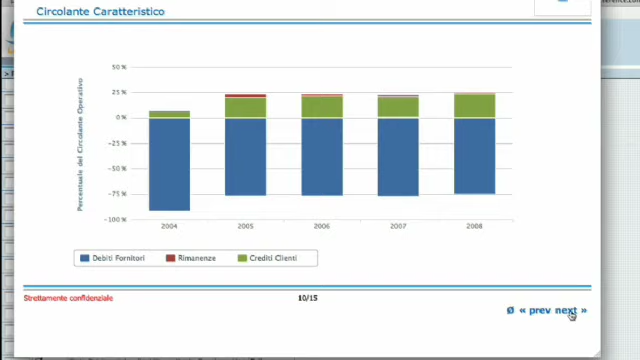 Circolante Caratteristico
Percentuale del Circolante Operativo
50 %
25 %
0 %
−25 %
−50 %
−75 %
−100 %
2004 2005 2006 2007 2008
Debiti Fornitori Rimanenze Crediti Clienti
Strettamente confidenziale 10/15
« prev next »